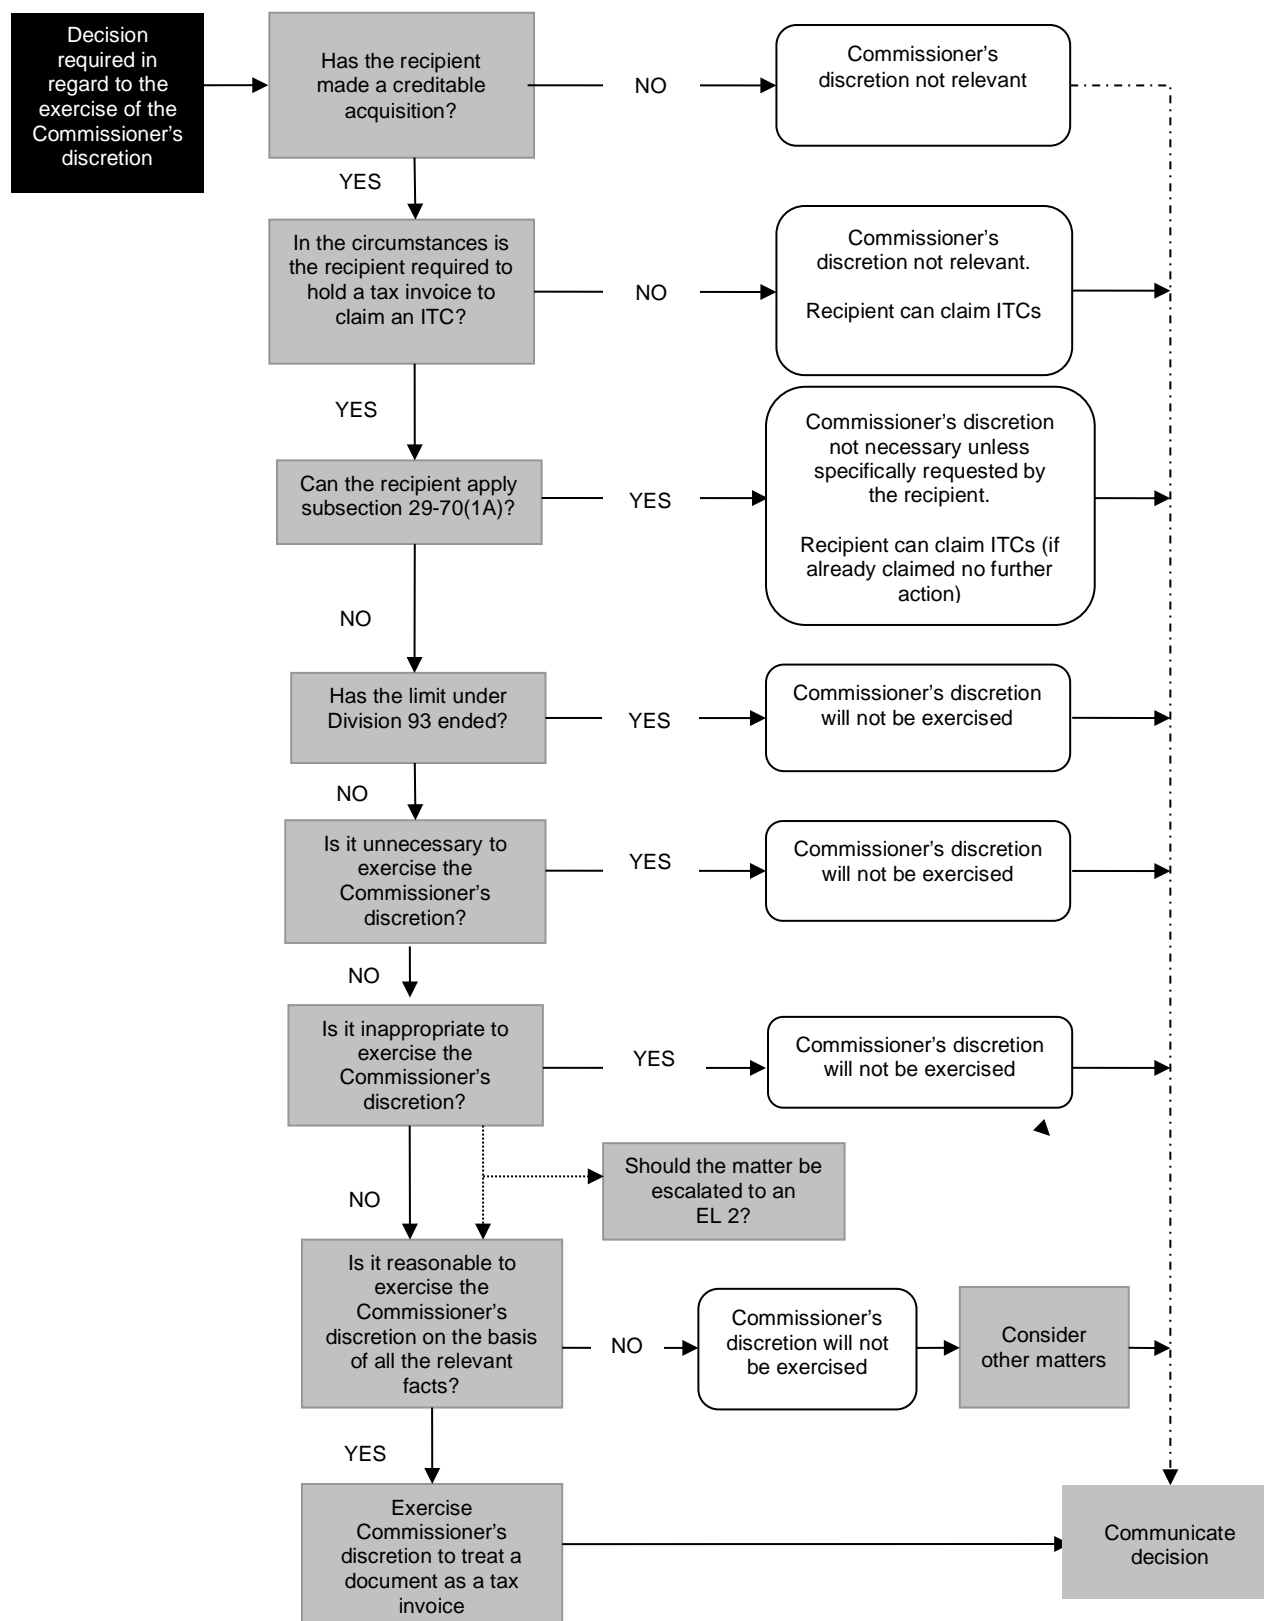 Decision
required in
regard to the
exercise of the
Commissioner’s
discretion
Has the recipient
made a creditable
acquisition?
NO
Commissioner’s
discretion not relevant
YES
In the circumstances is
the recipient required to
hold a tax invoice to
claim an ITC?
NO
Commissioner’s
discretion not relevant.
Recipient can claim ITCs
YES
Can the recipient apply
subsection 29-70(1A)?
YES
Commissioner’s discretion
not necessary unless
specifically requested by
the recipient.
Recipient can claim ITCs (if
already claimed no further
action)
NO
Has the limit under
Division 93 ended?
YES
Commissioner’s discretion
will not be exercised
NO
Is it unnecessary to
exercise the
Commissioner’s
discretion?
YES
Commissioner’s discretion
will not be exercised
NO
Is it inappropriate to
exercise the
Commissioner’s
discretion?
YES
Commissioner’s discretion
will not be exercised
NO
Should the matter be
escalated to an
EL 2?
Is it reasonable to
exercise the
Commissioner’s
discretion on the basis
of all the relevant
facts?
NO
Commissioner’s
discretion will not
be exercised
Consider
other matters
YES
Exercise
Commissioner’s
discretion to treat a
document as a tax
invoice
Communicate
decision